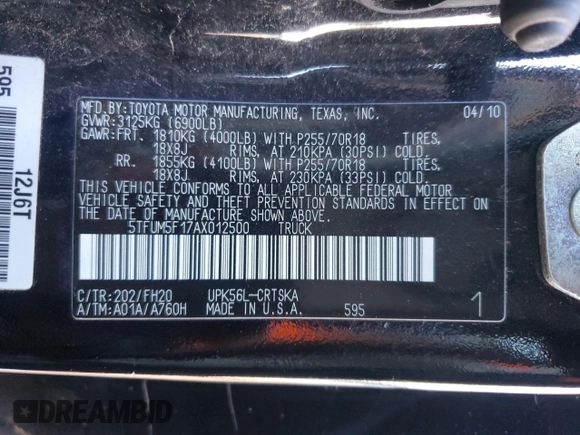 MFD.BY:TOYOTA MOTOR MANUFACTURING, TEXAS, INC. 04/10
GVWR:3125KG (6900LB)
GAWR:FRT. 1810KG (4000LB) WITH P255/70R18 TIRES,
18X8J RIMS, AT 210KPA (30PSI) COLD.
RR. 1855KG (4100LB) WITH P255/70R18 TIRES,
18X8J RIMS, AT 230KPA (33PSI) COLD.
THIS VEHICLE CONFORMS TO ALL APPLICABLE FEDERAL MOTOR
VEHICLE SAFETY AND THEFT PREVENTION STANDARDS IN EFFECT ON
THE DATE OF MANUFACTURE SHOWN ABOVE.
5TFUM5F17AX012500 TRUCK
C/TR:202/FH20 UPK56L-CRTSKA
A/TM:A01A/A760H MADE IN U.S.A. 595 1
505
12J6T
DREAMBID